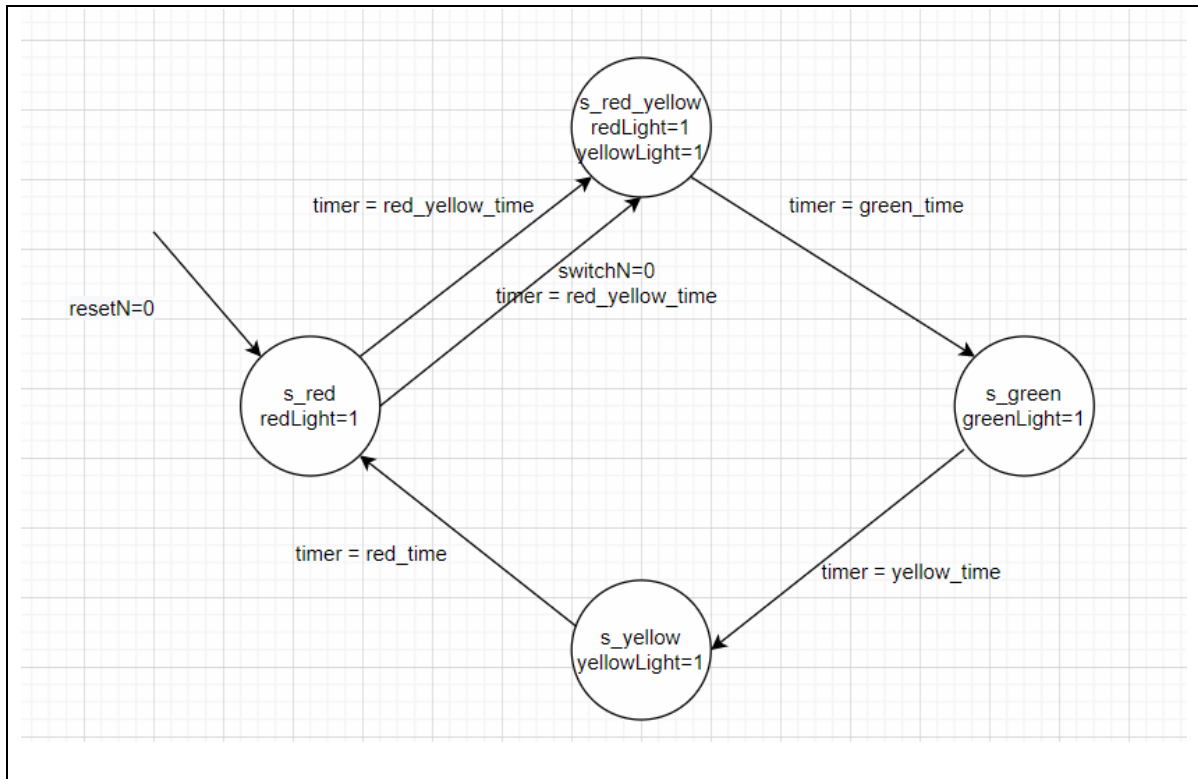 s_red_yellow
redLight=1
yellowLight=1
timer = red_yellow_time
timer = green_time
switchN=0
timer = red_yellow_time
resetN=0
s_red
redLight=1
s_green
greenLight=1
timer = red_time
timer = yellow_time
s_yellow
yellowLight=1